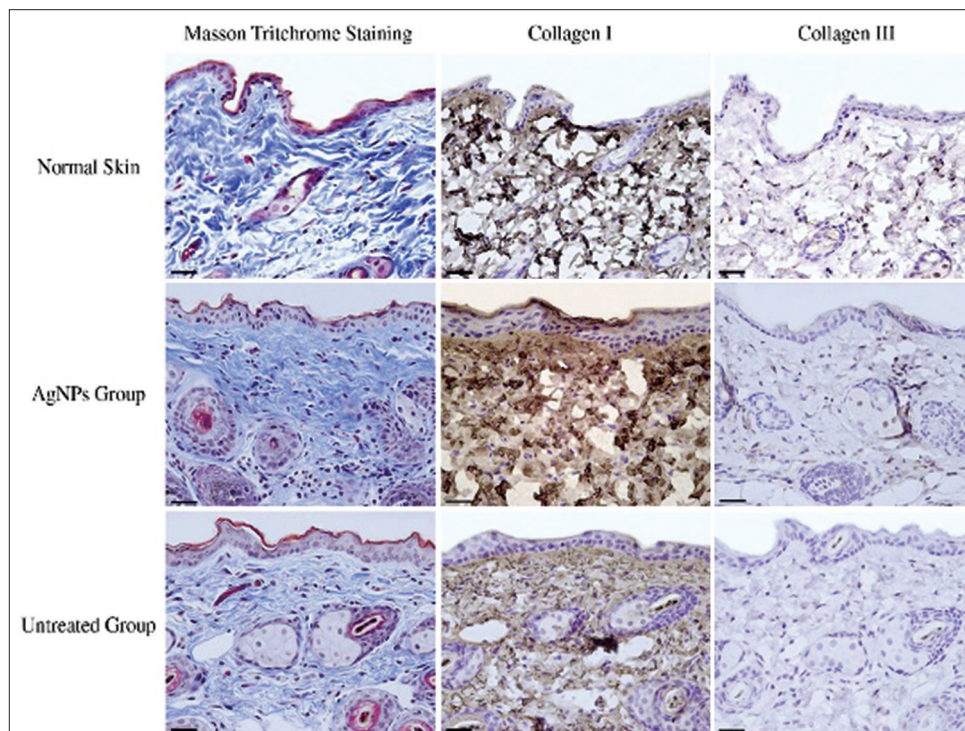 Masson Tritchrome Staining
Collagen I
Collagen III
Normal Skin
AgNPs Group
Untreated Group